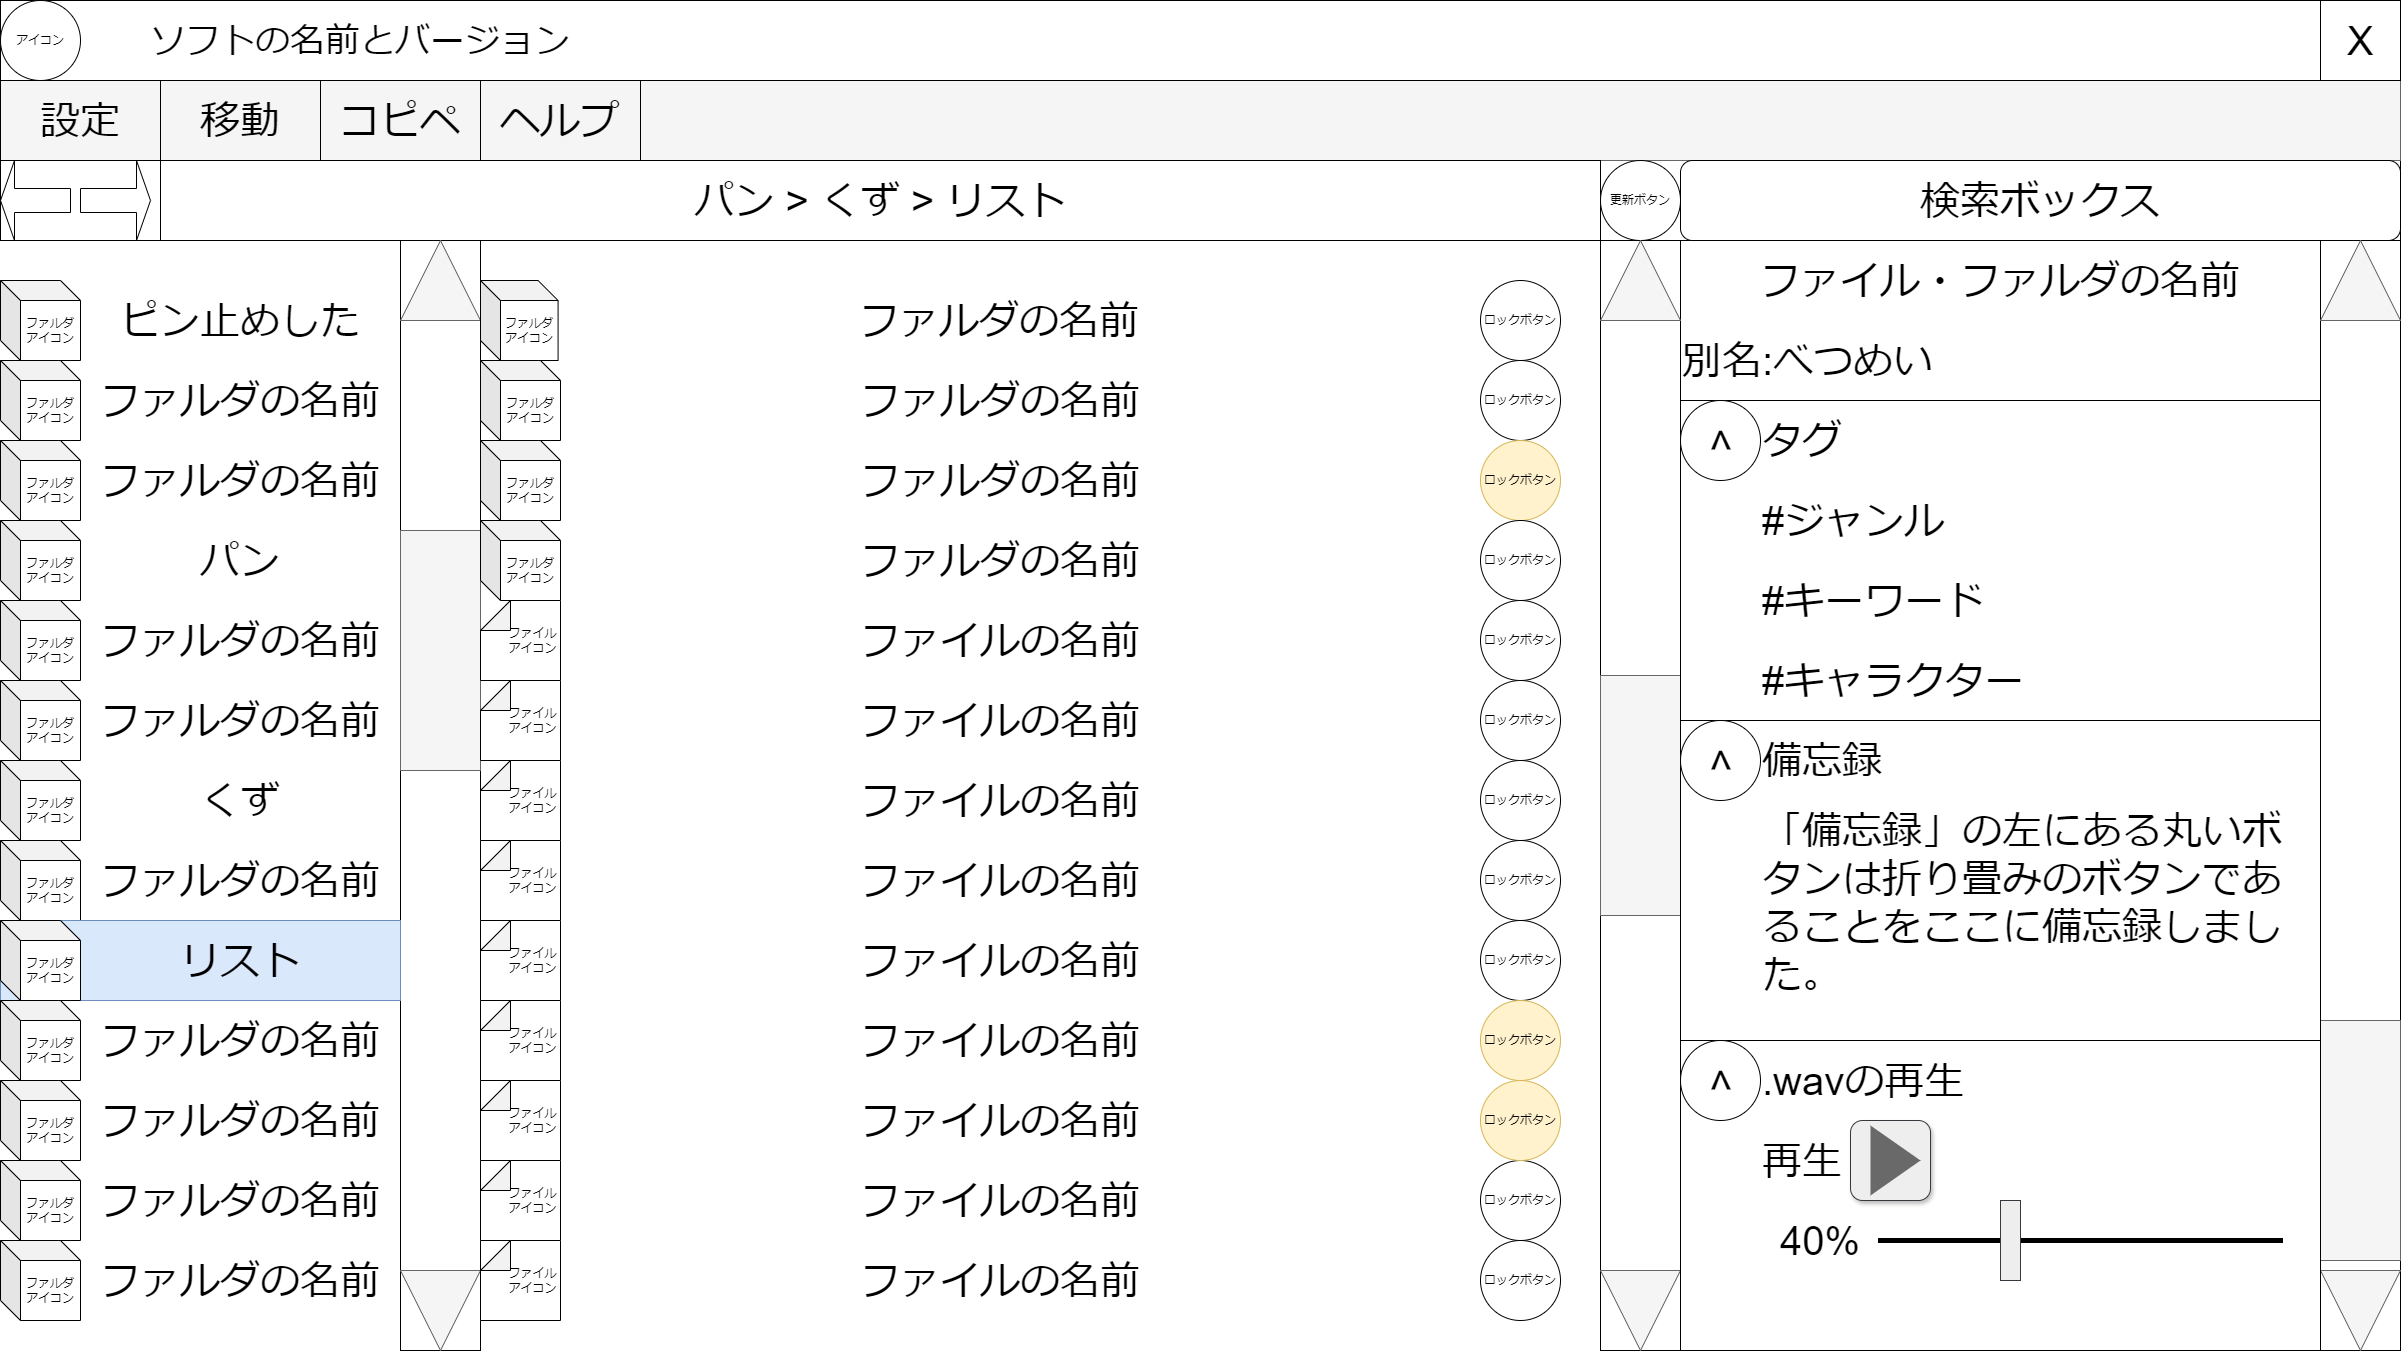 アイコン
ソフトの名前とバージョン
X
設定
移動
コピペ
ヘルプ
パン > くず > リスト
更新ボタン
検索ボックス
ファルダ
アイコン
ピン止めした
ファルダ
アイコン
ファルダの名前
ファルダ
アイコン
ファルダの名前
ファルダ
アイコン
パン
ファルダ
アイコン
ファルダの名前
ファルダ
アイコン
ファルダの名前
ファルダ
アイコン
くず
ファルダ
アイコン
ファルダの名前
ファルダ
アイコン
リスト
ファルダ
アイコン
ファルダの名前
ファルダ
アイコン
ファルダの名前
ファルダ
アイコン
ファルダの名前
ファルダ
アイコン
ファルダの名前
ファルダ
アイコン
ファルダの名前
ロックボタン
ファルダ
アイコン
ファルダの名前
ロックボタン
ファルダ
アイコン
ファルダの名前
ロックボタン
ファルダ
アイコン
ファルダの名前
ロックボタン
ファイル
アイコン
ファイルの名前
ロックボタン
ファイル
アイコン
ファイルの名前
ロックボタン
ファイル
アイコン
ファイルの名前
ロックボタン
ファイル
アイコン
ファイルの名前
ロックボタン
ファイル
アイコン
ファイルの名前
ロックボタン
ファイル
アイコン
ファイルの名前
ロックボタン
ファイル
アイコン
ファイルの名前
ロックボタン
ファイル
アイコン
ファイルの名前
ロックボタン
ファイル
アイコン
ファイルの名前
ロックボタン
ファイル・ファルダの名前
別名:べつめい
^ タグ
#ジャンル
#キーワード
#キャラクター
^ 備忘録
「備忘録」の左にある丸いボ
タンは折り畳みのボタンであ
ることをここに備忘録しまし
た。
^ .wavの再生
再生
40%